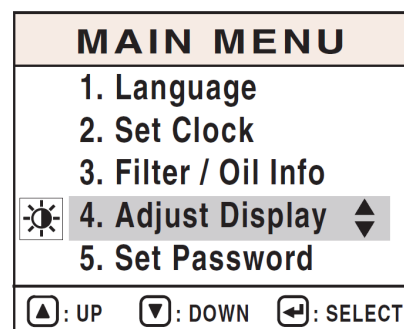 MAIN MENU
1. Language
2. Set Clock
3. Filter / Oil Info
4. Adjust Display
5. Set Password
: UP : DOWN : SELECT